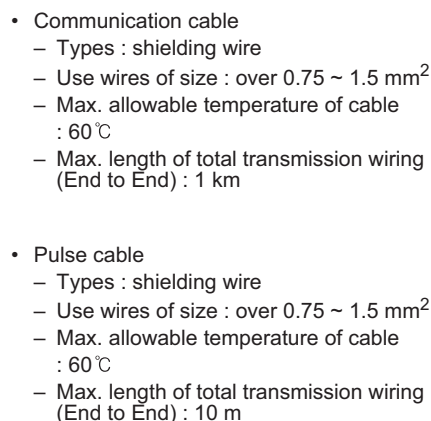 • Communication cable
– Types : shielding wire
– Use wires of size : over 0.75 ~ 1.5 mm²
– Max. allowable temperature of cable
: 60℃
– Max. length of total transmission wiring
(End to End) : 1 km
• Pulse cable
– Types : shielding wire
– Use wires of size : over 0.75 ~ 1.5 mm²
– Max. allowable temperature of cable
: 60℃
– Max. length of total transmission wiring
(End to End) : 10 m